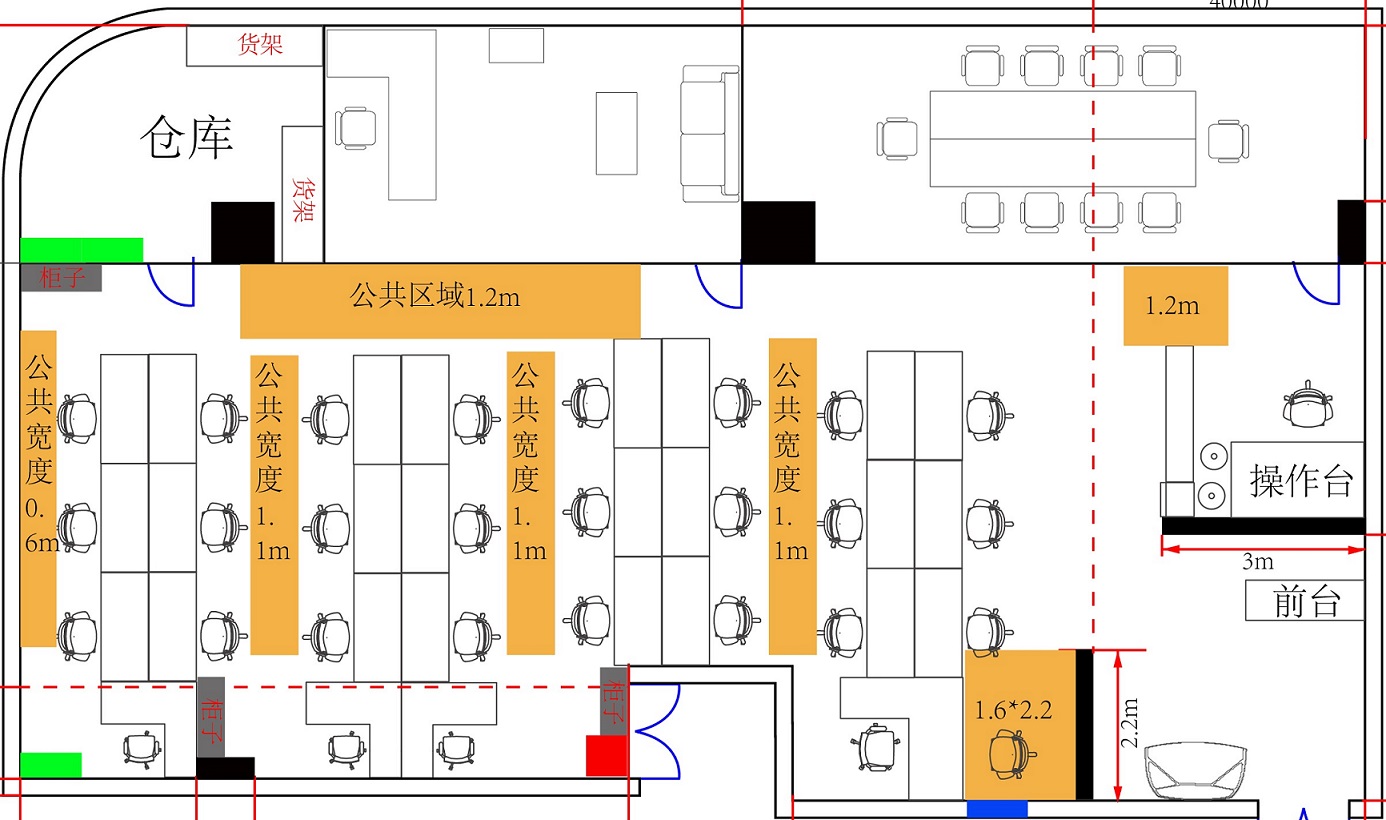 40000
货架
仓库
货架
柜子
公共区域1.2m
1.2m
公共宽度0.6m
公共宽度1.1m
公共宽度1.1m
公共宽度1.1m
操作台
3m
前台
柜子
柜子
1.6*2.2
2.2m